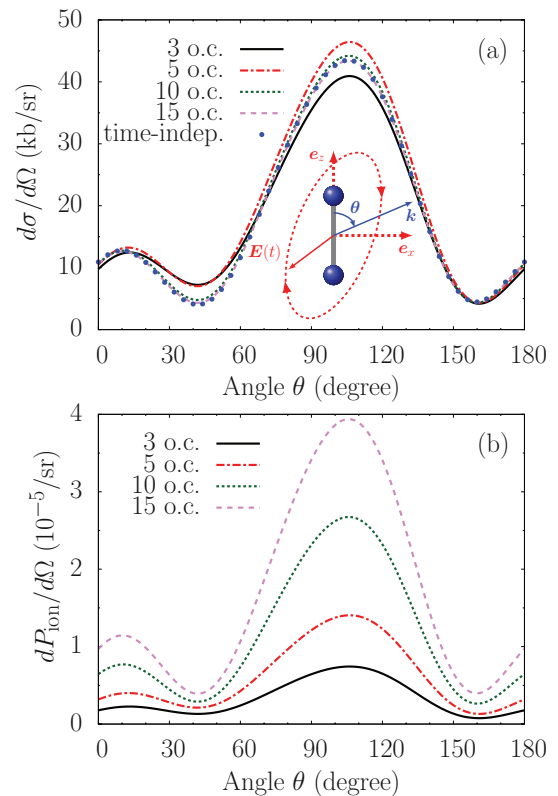 (a)
3 o.c.
5 o.c.
10 o.c.
15 o.c.
time-indep.
dσ/dΩ (kb/sr)
50
40
30
20
10
0
e_z
θ
k
E(t)
e_x
0 30 60 90 120 150 180
Angle θ (degree)
(b)
3 o.c.
5 o.c.
10 o.c.
15 o.c.
dP_ion/dΩ (10⁻⁵/sr)
4
3
2
1
0
0 30 60 90 120 150 180
Angle θ (degree)